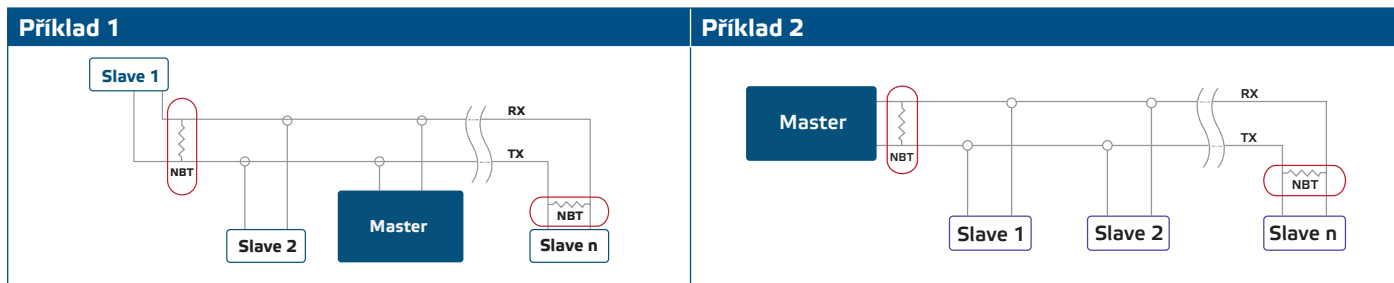 Příklad 1
Slave 1
RX
TX
NBT
NBT
Master
Slave 2
Slave n
Příklad 2
Master
RX
TX
NBT
NBT
Slave 1
Slave 2
Slave n